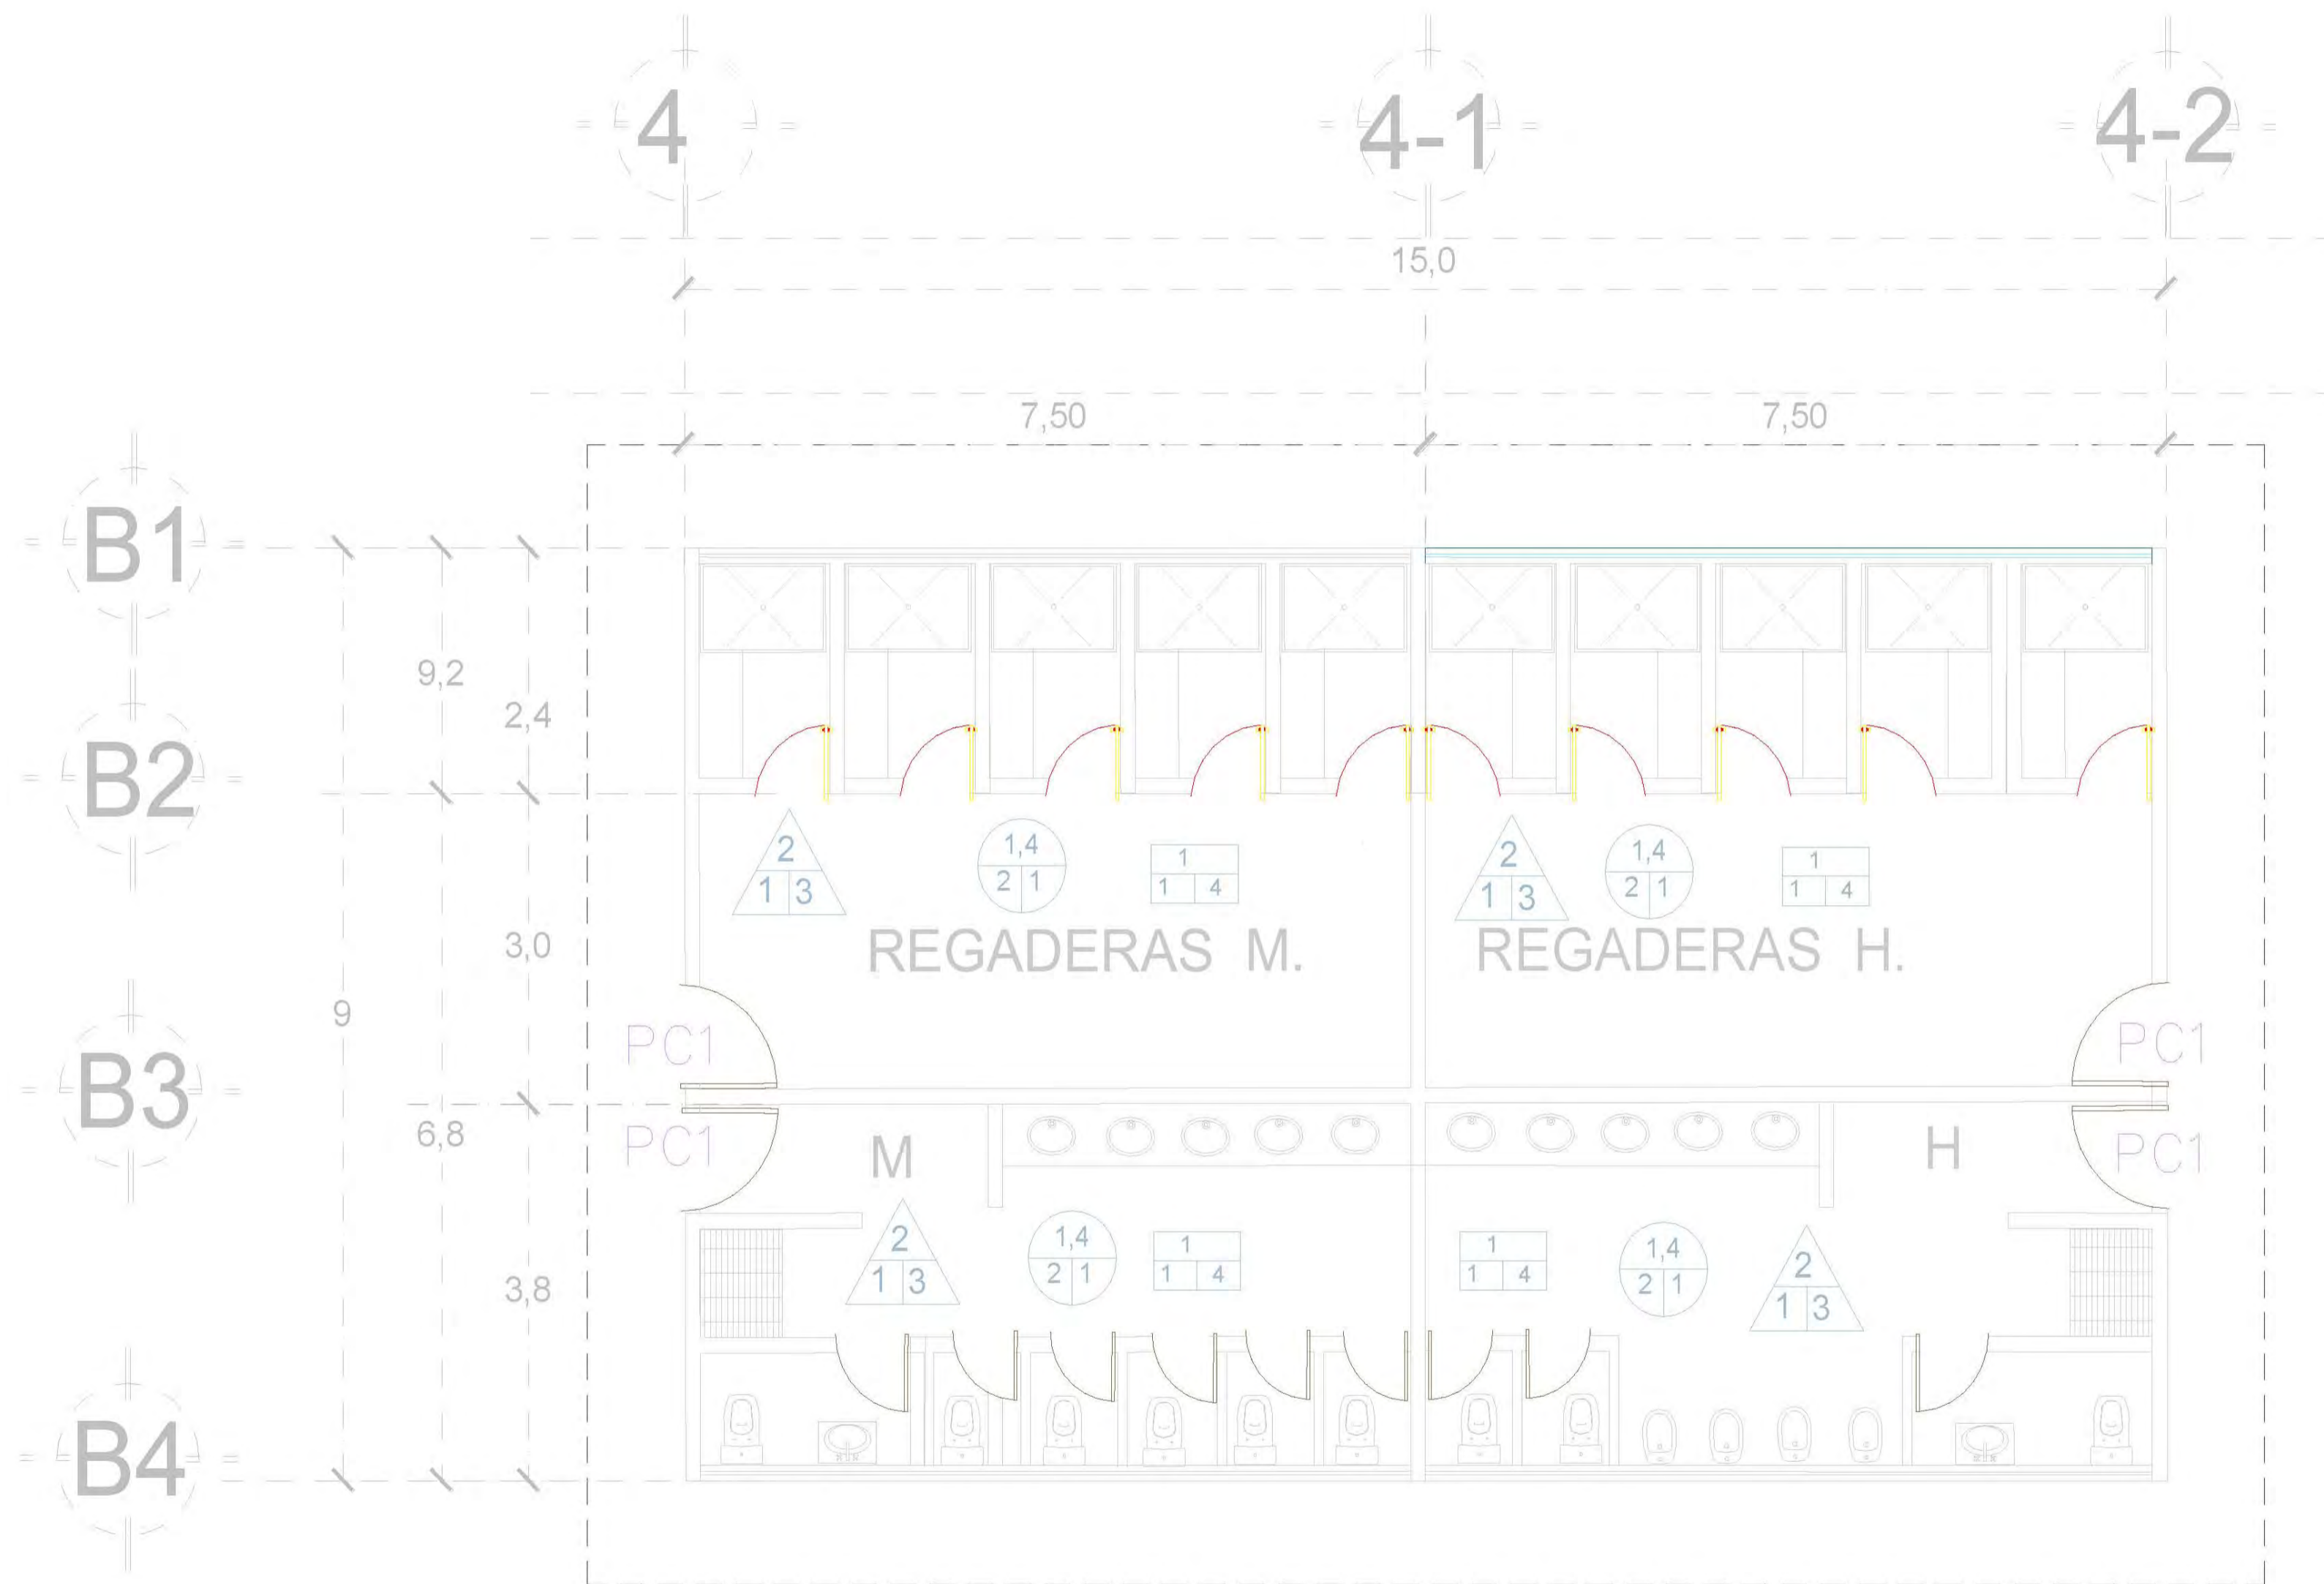 4 4-1 4-2
15,0
7,50 7,50
B1
9,2
2,4
B2
2 1,4 1 2 1,4 1
1 3 2 1 1 4 1 3 2 1 1 4
3,0
REGADERAS M. REGADERAS H.
9
PC1 PC1
B3
6,8
PC1 M H PC1
2 1,4 1 1 1,4 2
1 3 2 1 1 4 1 4 2 1 1 3
3,8
B4